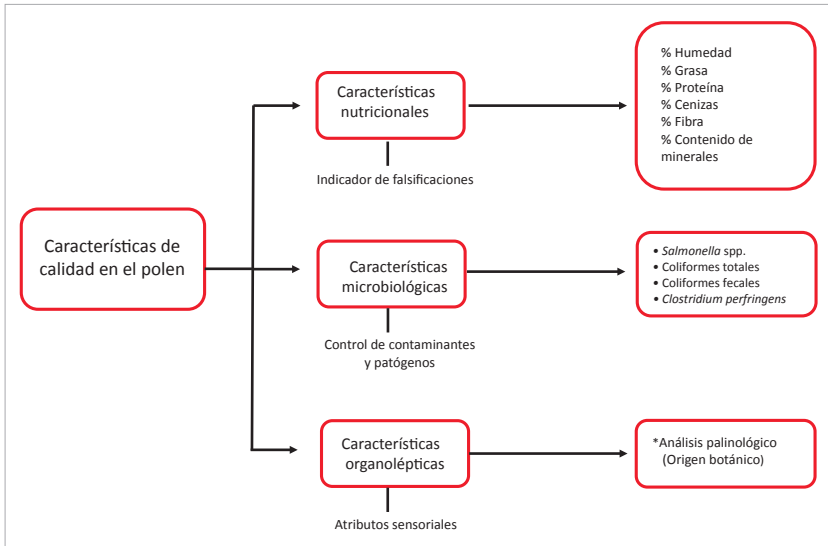 Características de
calidad en el polen
Características
nutricionales
Indicador de falsificaciones
% Humedad
% Grasa
% Proteína
% Cenizas
% Fibra
% Contenido de
minerales
Características
microbiológicas
Control de contaminantes
y patógenos
• Salmonella spp.
• Coliformes totales
• Coliformes fecales
• Clostridium perfringens
Características
organolépticas
Atributos sensoriales
*Análisis palinológico
(Origen botánico)